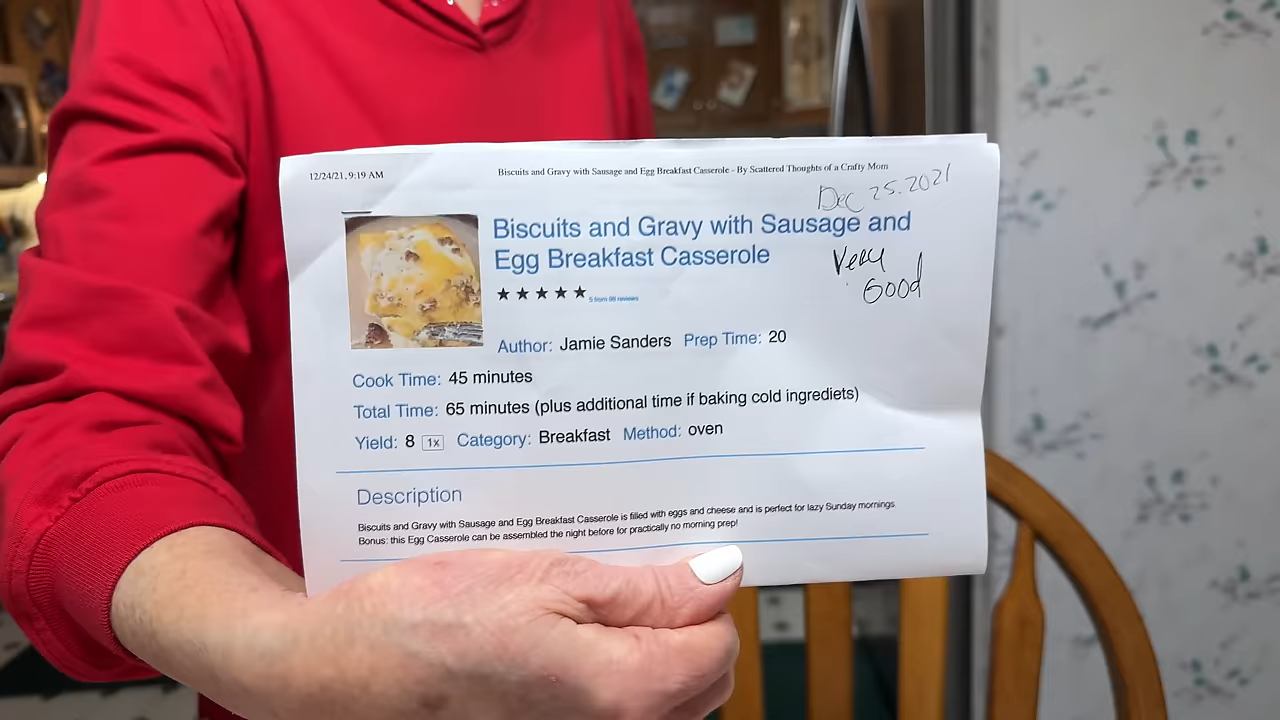 12/24/21, 9:19 AM Biscuits and Gravy with Sausage and Egg Breakfast Casserole - By Scattered Thoughts of a Crafty Mom
Dec 25. 2021
Biscuits and Gravy with Sausage and
Egg Breakfast Casserole
Very
Good
5 from 98 reviews
Author: Jamie Sanders Prep Time: 20
Cook Time: 45 minutes
Total Time: 65 minutes (plus additional time if baking cold ingrediets)
Yield: 8 1x Category: Breakfast Method: oven
Description
Biscuits and Gravy with Sausage and Egg Breakfast Casserole is filled with eggs and cheese and is perfect for lazy Sunday mornings.
Bonus: this Egg Casserole can be assembled the night before for practically no morning prep!